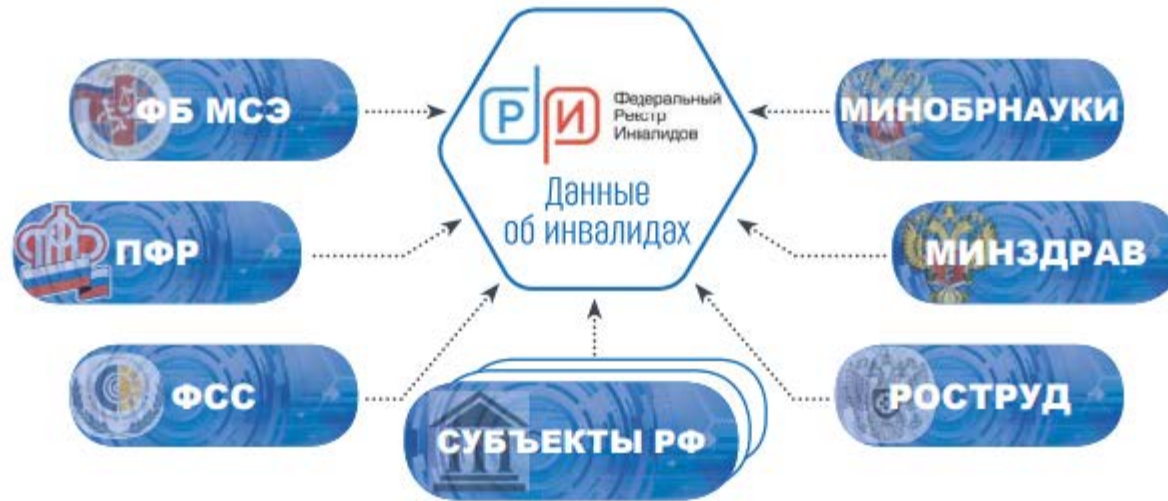 ФБ МСЭ
РИ
Федеральный
Реестр
Инвалидов
Данные
об инвалидах
МИНОБРНАУКИ
ПФР
МИНЗДРАВ
ФСС
СУБЪЕКТЫ РФ
РОСТРУД